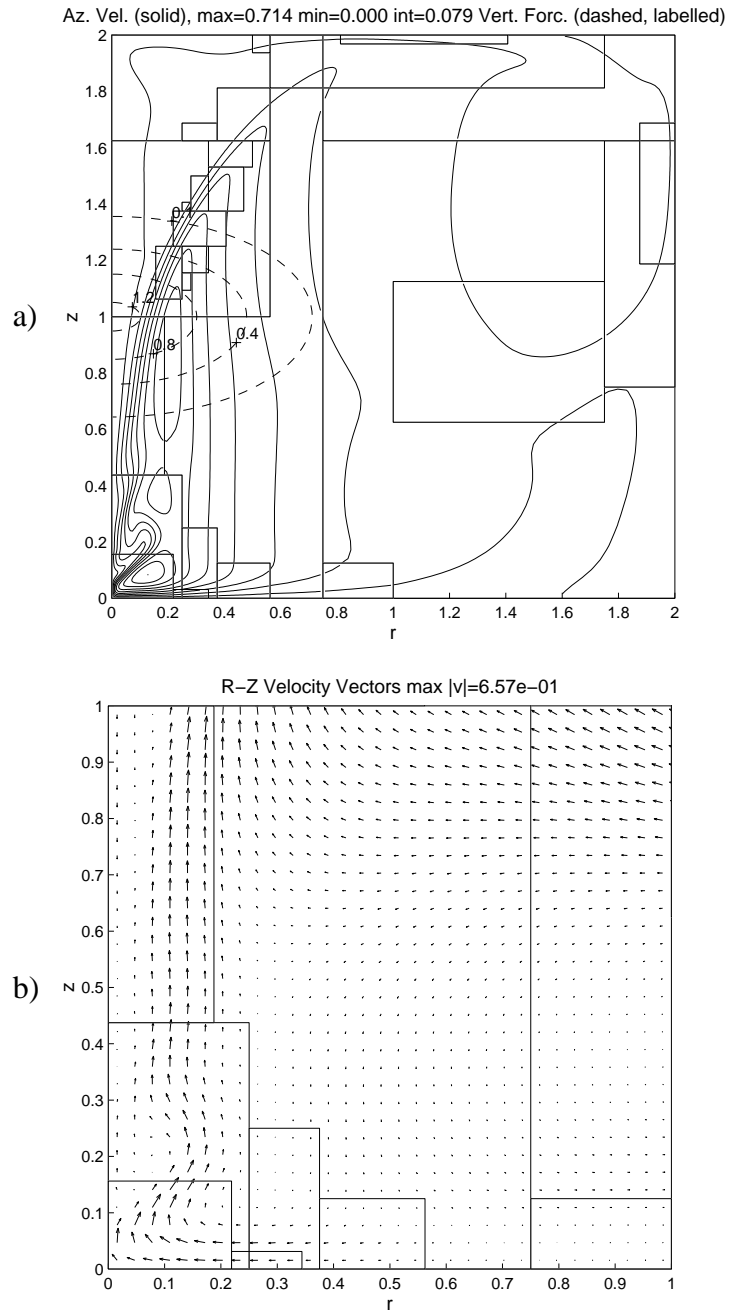 Az. Vel. (solid), max=0.714 min=0.000 int=0.079 Vert. Forc. (dashed, labelled)
2
1.8
1.6
1.4
1.2
1
0.8
0.6
0.4
0.2
0
z
a)
1.2
0.8
0.4
0 0.2 0.4 0.6 0.8 1 1.2 1.4 1.6 1.8 2
r
R−Z Velocity Vectors max |v|=6.57e−01
1
0.9
0.8
0.7
0.6
0.5
0.4
0.3
0.2
0.1
0
z
b)
0 0.1 0.2 0.3 0.4 0.5 0.6 0.7 0.8 0.9 1
r